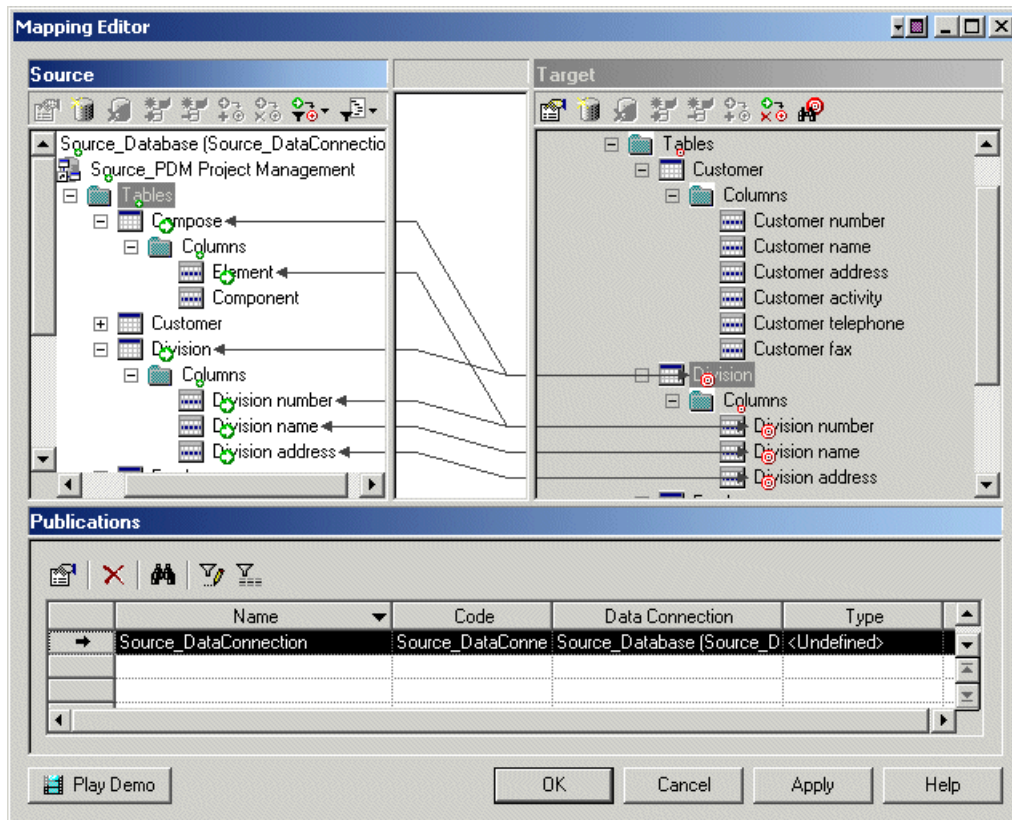 Mapping Editor
Source
Target
Source_Database (Source_DataConnectio
Source_PDM Project Management
Tables
Compose
Columns
Element
Component
Customer
Division
Columns
Division number
Division name
Division address
Tables
Customer
Columns
Customer number
Customer name
Customer address
Customer activity
Customer telephone
Customer fax
Division
Columns
Division number
Division name
Division address
Publications
Name Code Data Connection Type
Source_DataConnection Source_DataConne Source_Database (Source_D <Undefined>
Play Demo OK Cancel Apply Help